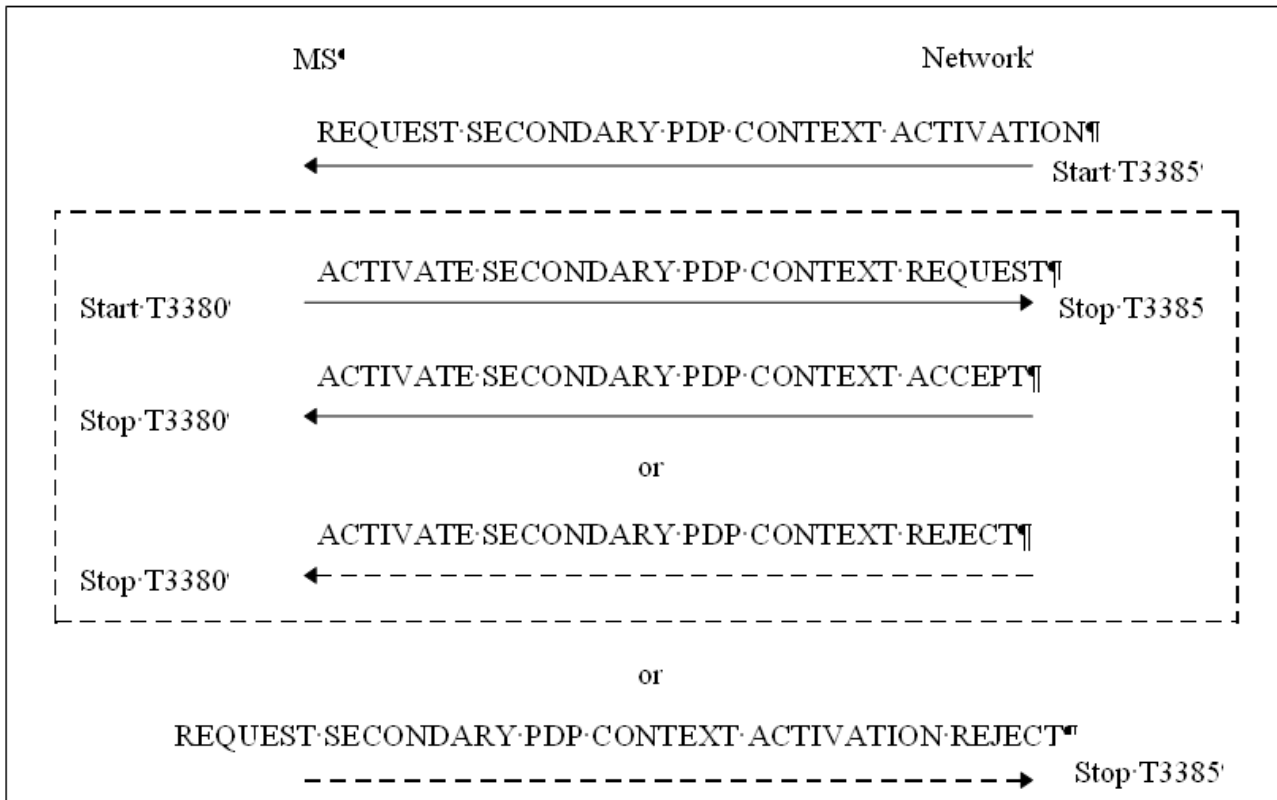 MS
Network
REQUEST·SECONDARY·PDP·CONTEXT·ACTIVATION¶
Start·T3385
ACTIVATE·SECONDARY·PDP·CONTEXT·REQUEST¶
Start·T3380
Stop·T3385
ACTIVATE·SECONDARY·PDP·CONTEXT·ACCEPT¶
Stop·T3380
or
ACTIVATE·SECONDARY·PDP·CONTEXT·REJECT¶
Stop·T3380
or
REQUEST·SECONDARY·PDP·CONTEXT·ACTIVATION·REJECT¶
Stop·T3385